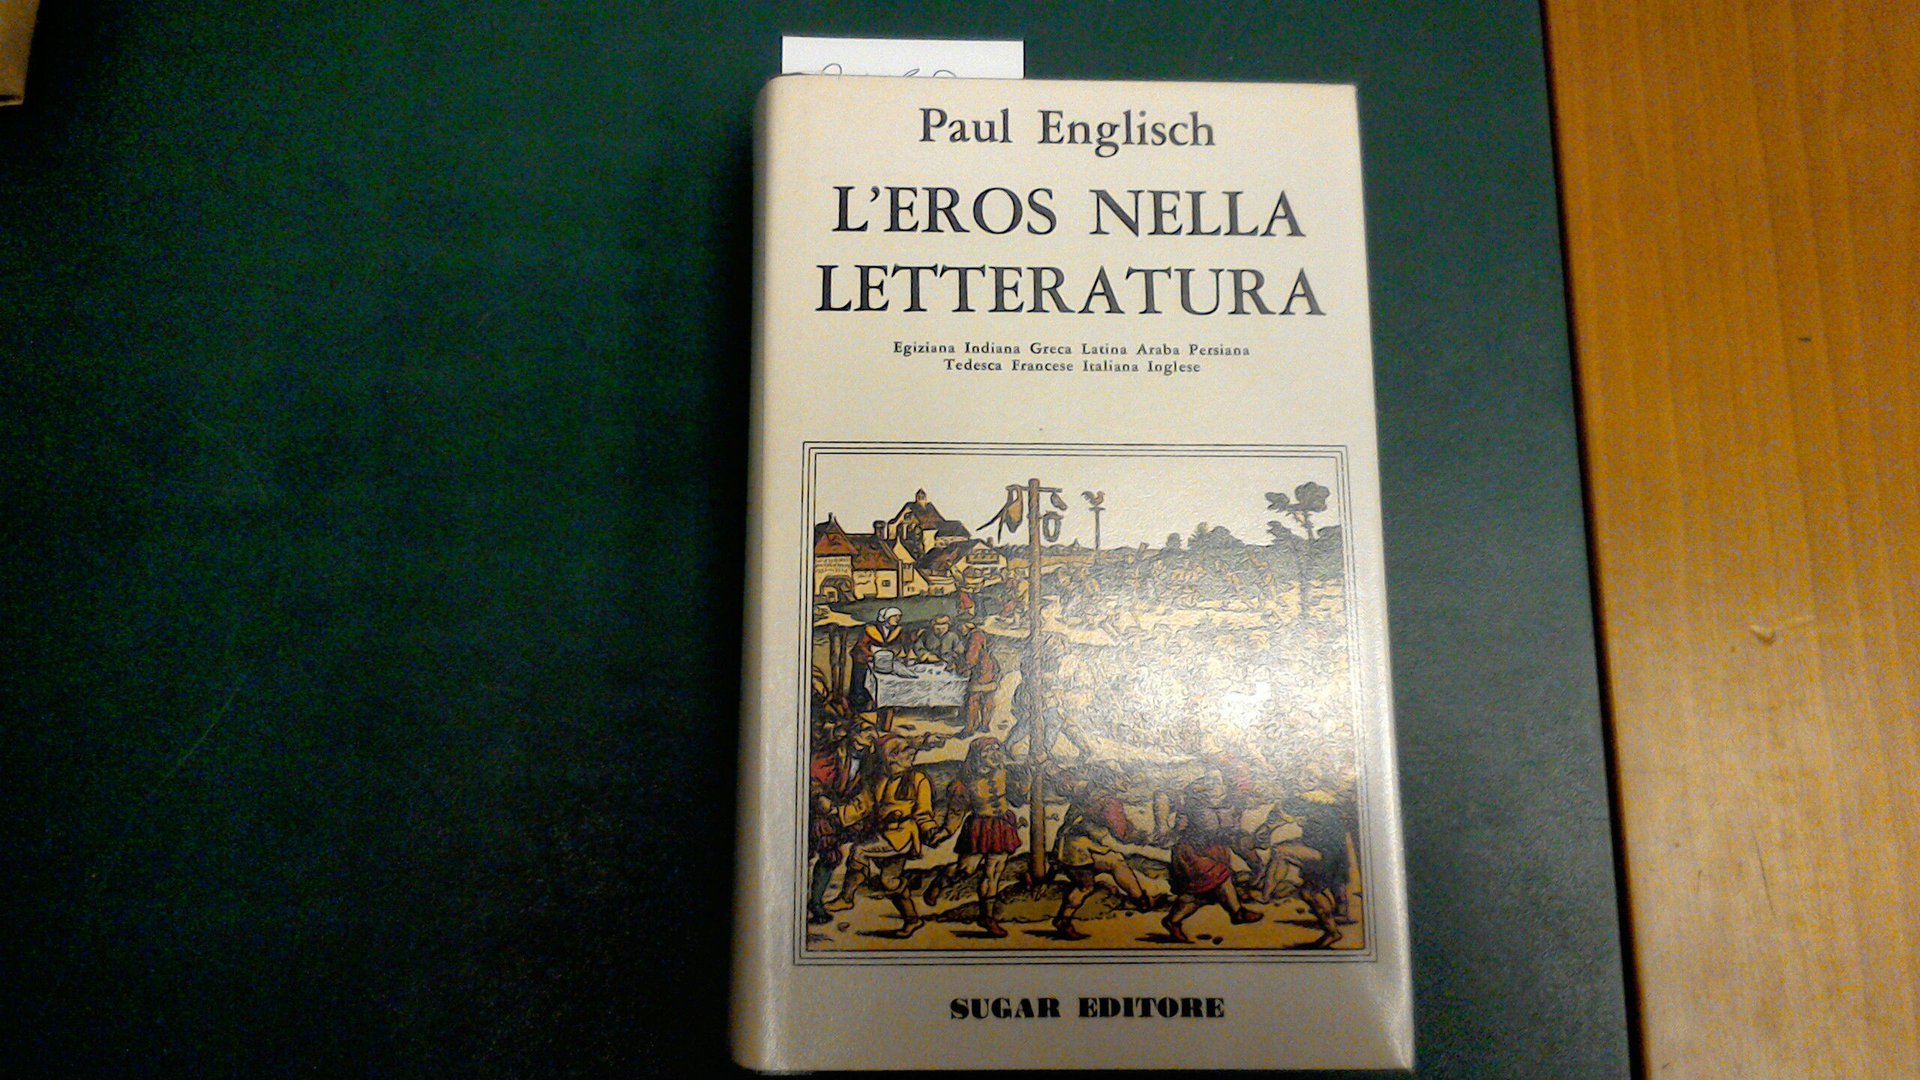 Paul Englisch
L'EROS NELLA
LETTERATURA
Egiziana Indiana Greca Latina Araba Persiana
Tedesca Francese Italiana Inglese
SUGAR EDITORE